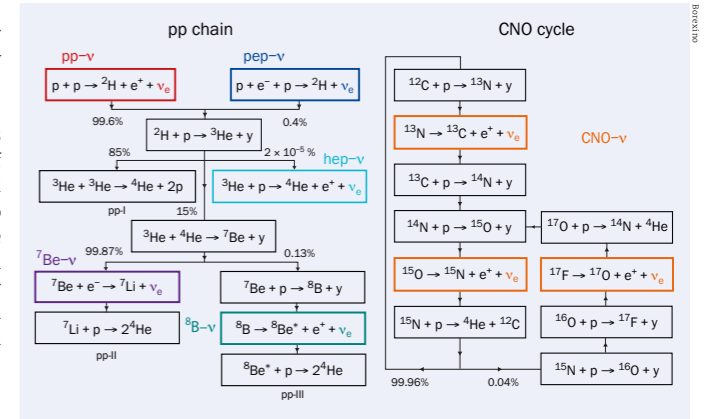 Borexino
pp chain
pp–ν
pep–ν
p + p → ²H + e⁺ + νₑ
p + e⁻ + p → ²H + νₑ
99.6%
0.4%
²H + p → ³He + y
85%
2 × 10⁻⁵ %
hep–ν
³He + ³He → ⁴He + 2p
³He + p → ⁴He + e⁺ + νₑ
pp-I
15%
³He + ⁴He → ⁷Be + y
⁷Be–ν
99.87%
0.13%
⁷Be + e⁻ → ⁷Li + νₑ
⁷Be + p → ⁸B + y
⁷Li + p → 2⁴He
⁸B–ν
⁸B → ⁸Be* + e⁺ + νₑ
pp-II
⁸Be* + p → 2⁴He
pp-III
CNO cycle
¹²C + p → ¹³N + y
¹³N → ¹³C + e⁺ + νₑ
CNO–ν
¹³C + p → ¹⁴N + y
¹⁴N + p → ¹⁵O + y
¹⁷O + p → ¹⁴N + ⁴He
¹⁵O → ¹⁵N + e⁺ + νₑ
¹⁷F → ¹⁷O + e⁺ + νₑ
¹⁵N + p → ⁴He + ¹²C
¹⁶O + p → ¹⁷F + y
¹⁵N + p → ¹⁶O + y
99.96%
0.04%